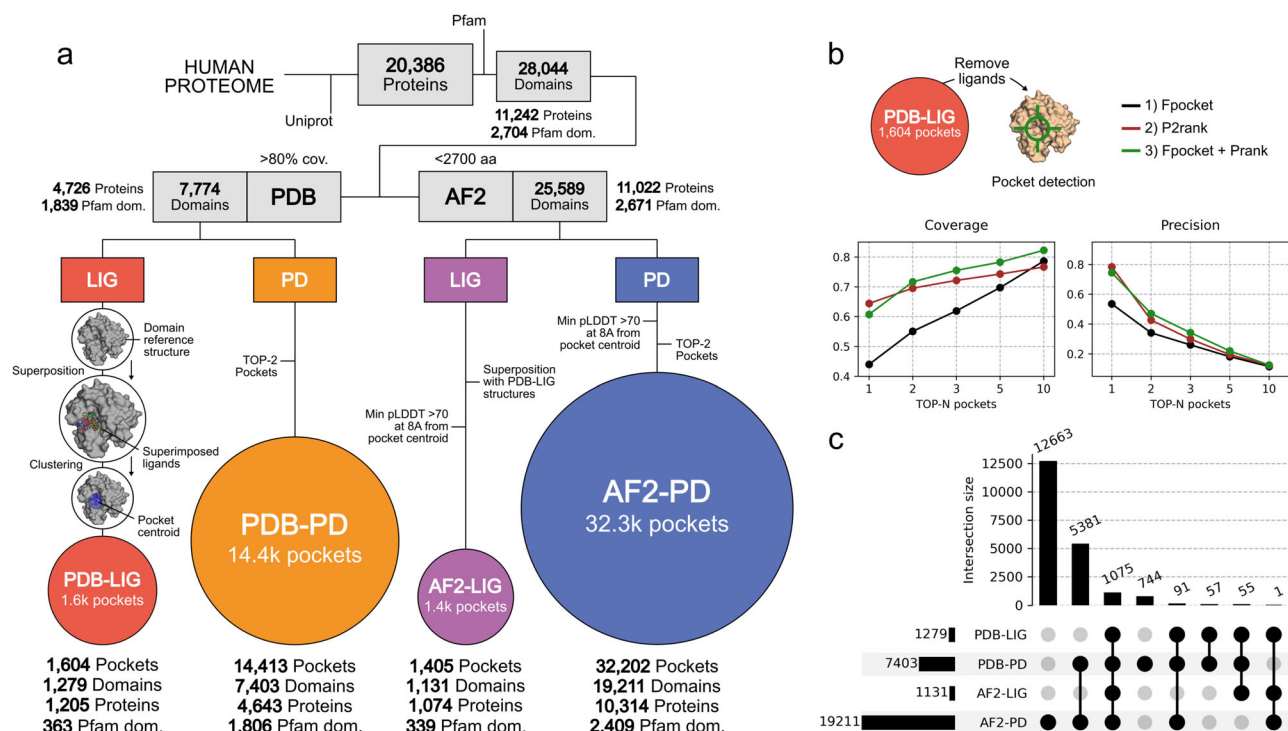 a
HUMAN
PROTEOME
Uniprot
20,386
Proteins
Pfam
28,044
Domains
11,242 Proteins
2,704 Pfam dom.
>80% cov.
<2700 aa
4,726 Proteins
1,839 Pfam dom.
7,774
Domains
PDB
AF2
25,589
Domains
11,022 Proteins
2,671 Pfam dom.
LIG
PD
LIG
PD
Domain
reference
structure
Superposition
Superimposed
ligands
Clustering
Pocket
centroid
TOP-2
Pockets
Superposition
with PDB-LIG
structures
Min pLDDT >70
at 8A from
pocket centroid
Min pLDDT >70
at 8A from
pocket centroid
TOP-2
Pockets
PDB-LIG
1.6k pockets
PDB-PD
14.4k pockets
AF2-LIG
1.4k pockets
AF2-PD
32.3k pockets
1,604 Pockets
1,279 Domains
1,205 Proteins
363 Pfam dom.
14,413 Pockets
7,403 Domains
4,643 Proteins
1,806 Pfam dom.
1,405 Pockets
1,131 Domains
1,074 Proteins
339 Pfam dom.
32,202 Pockets
19,211 Domains
10,314 Proteins
2,409 Pfam dom.
b
Remove
ligands
PDB-LIG
1,604 pockets
Pocket detection
1) Fpocket
2) P2rank
3) Fpocket + Prank
Coverage
0.8
0.7
0.6
0.5
0.4
1 2 3 5 10
TOP-N pockets
Precision
0.8
0.6
0.4
0.2
1 2 3 5 10
TOP-N pockets
c
Intersection size
12500
10000
7500
5000
2500
0
12663
5381
1075
744
91
57
55
1
1279
PDB-LIG
7403
PDB-PD
1131
AF2-LIG
19211
AF2-PD